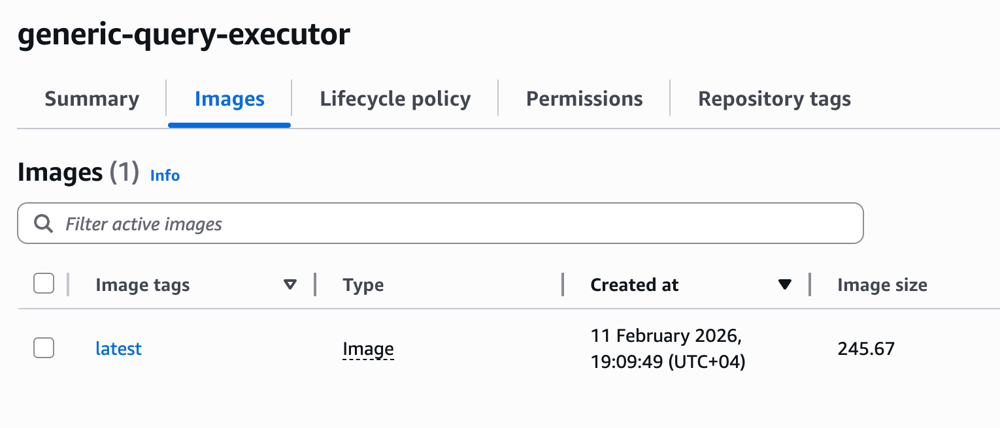 generic-query-executor
Summary Images Lifecycle policy Permissions Repository tags
Images (1) Info
Filter active images
Image tags Type Created at Image size
latest Image 11 February 2026, 19:09:49 (UTC+04) 245.67